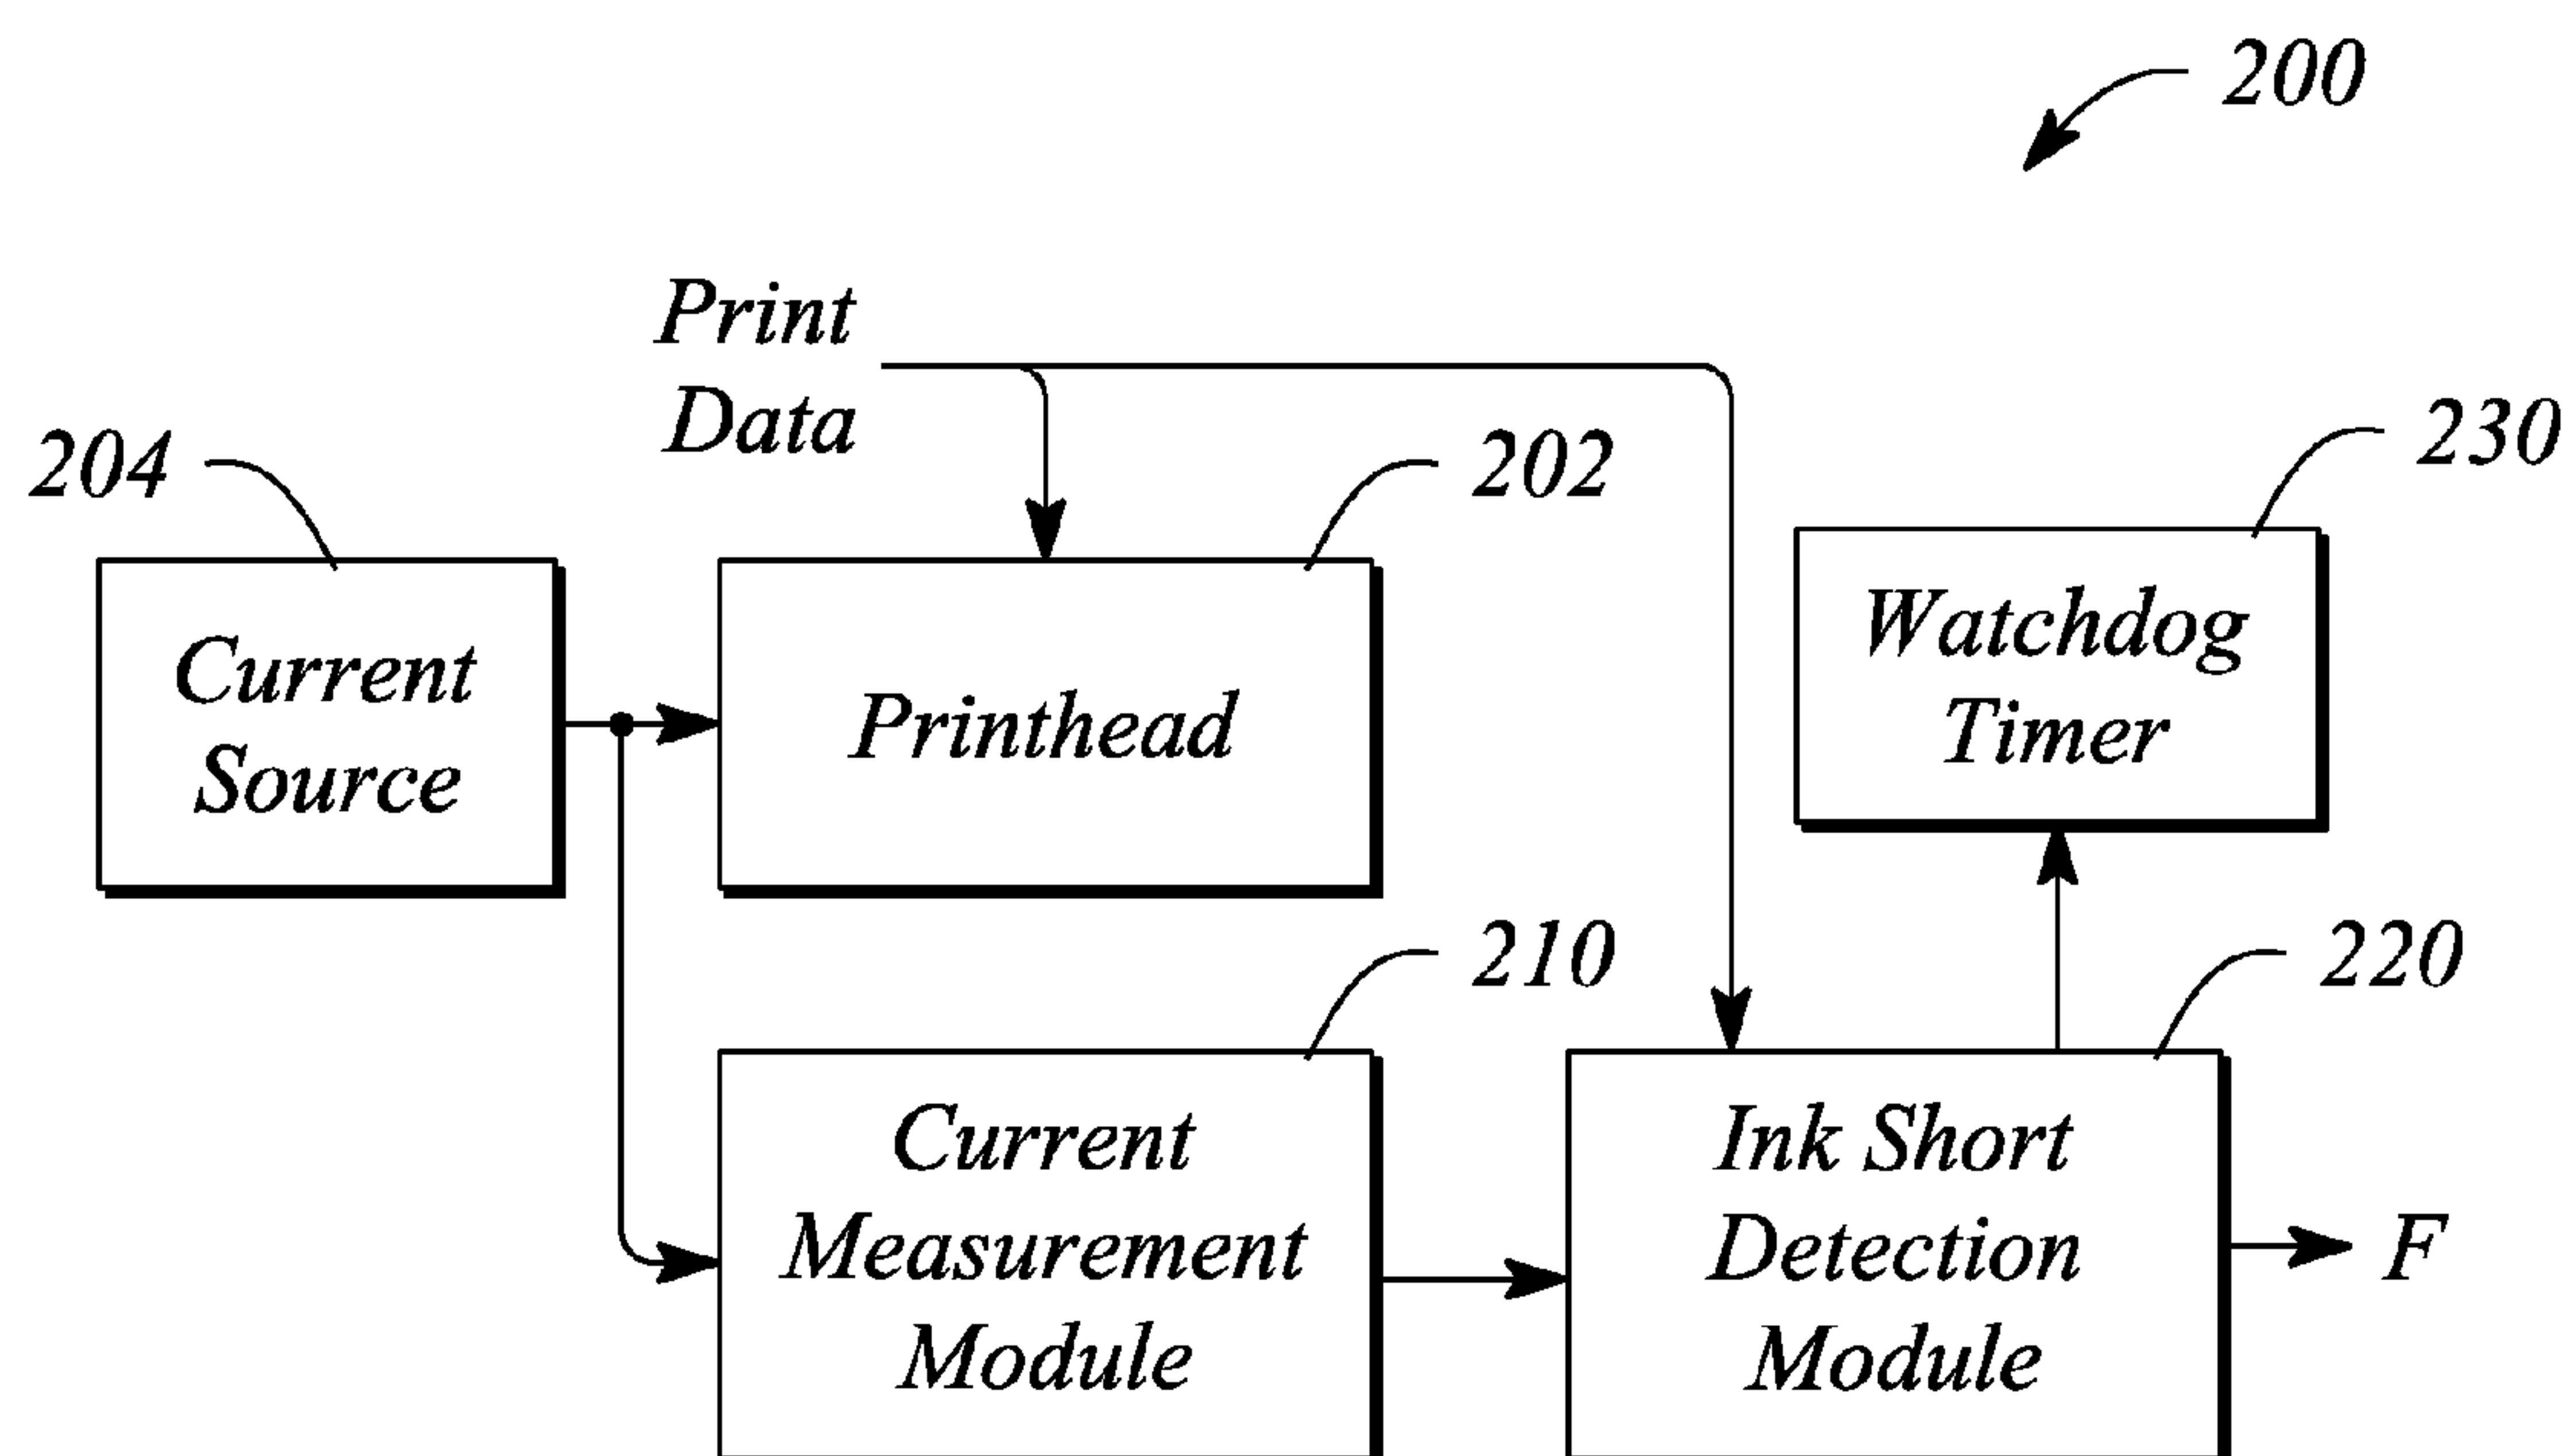 200
Print
Data
204
202
230
Current
Source
Printhead
Watchdog
Timer
210
220
Current
Measurement
Module
Ink Short
Detection
Module
F